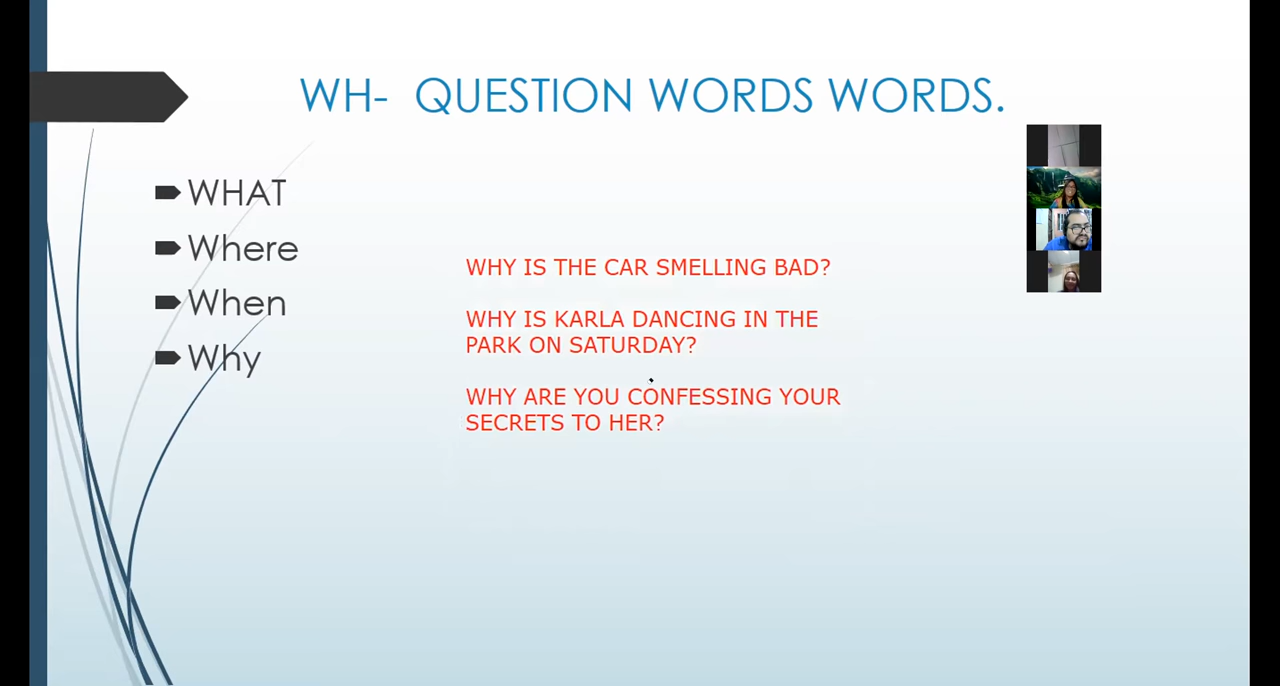 WH- QUESTION WORDS WORDS.
WHAT
Where
When
Why
WHY IS THE CAR SMELLING BAD?
WHY IS KARLA DANCING IN THE
PARK ON SATURDAY?
WHY ARE YOU CONFESSING YOUR
SECRETS TO HER?